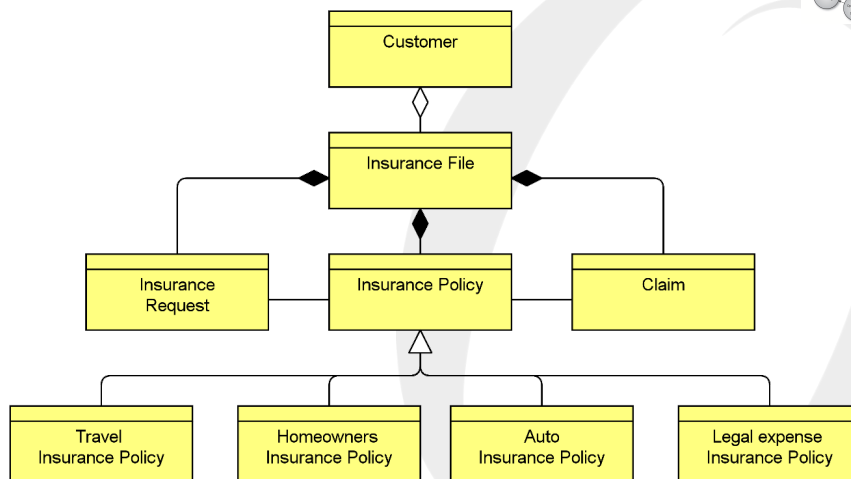 Customer
Insurance File
Insurance
Request
Insurance Policy
Claim
Travel
Insurance Policy
Homeowners
Insurance Policy
Auto
Insurance Policy
Legal expense
Insurance Policy